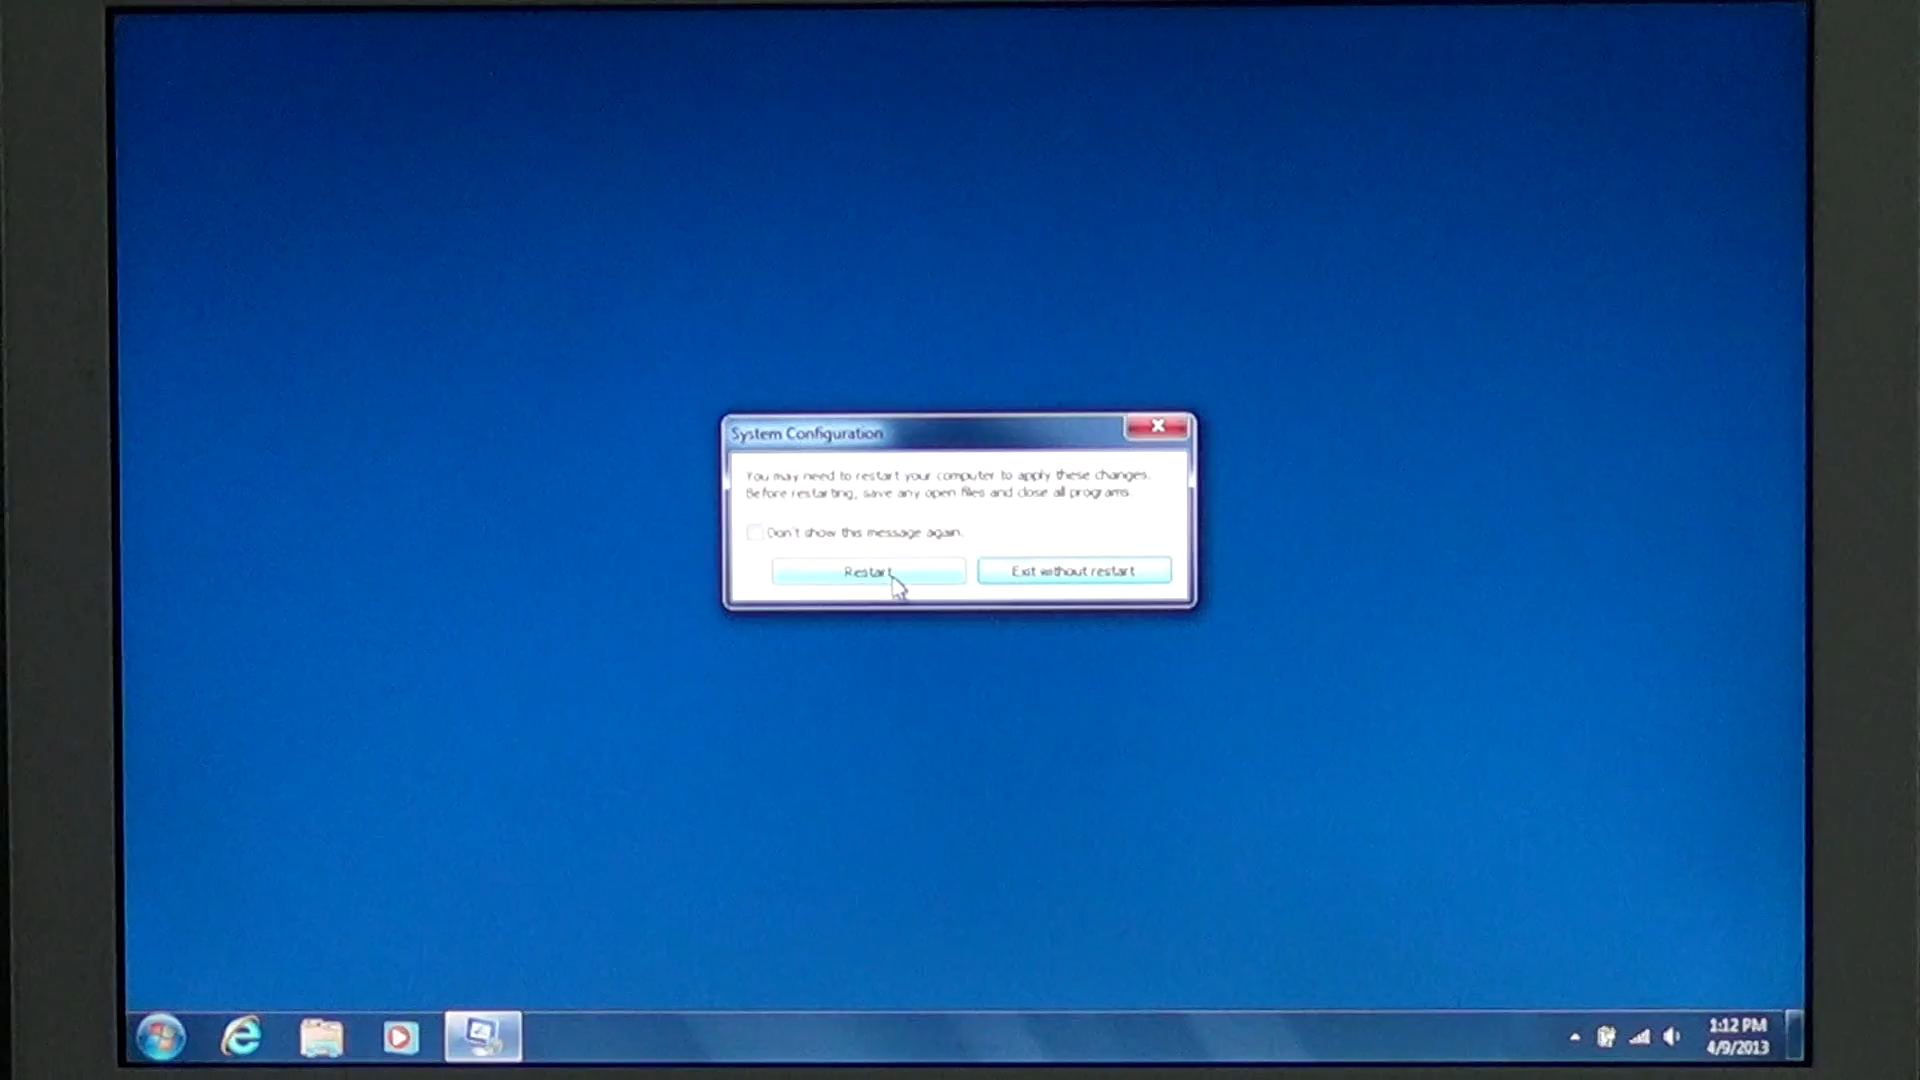 System Configuration
You may need to restart your computer to apply these changes.
Before restarting, save any open files and close all programs.
Don't show this message again.
Restart
Exit without restart
1:12 PM
4/9/2013